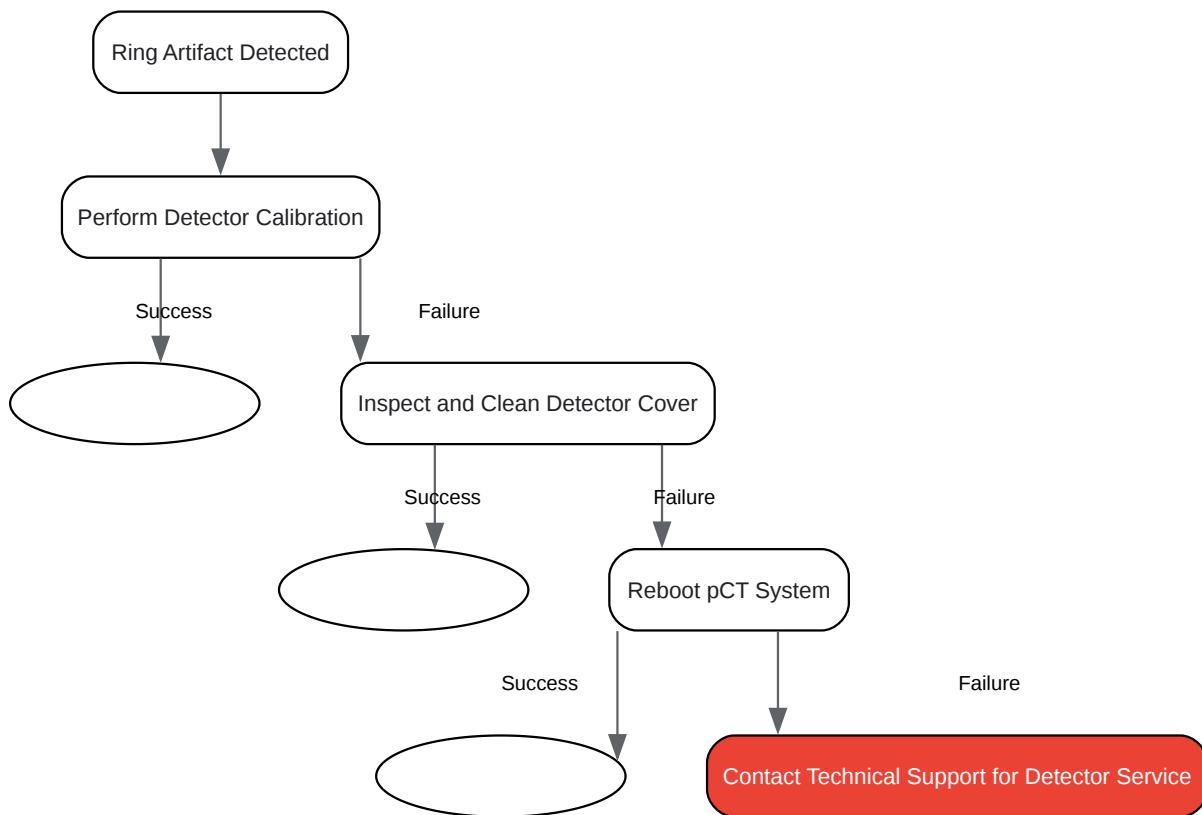 Ring Artifact Detected
Perform Detector Calibration
Success
Failure
Inspect and Clean Detector Cover
Success
Failure
Reboot pCT System
Success
Failure
Contact Technical Support for Detector Service